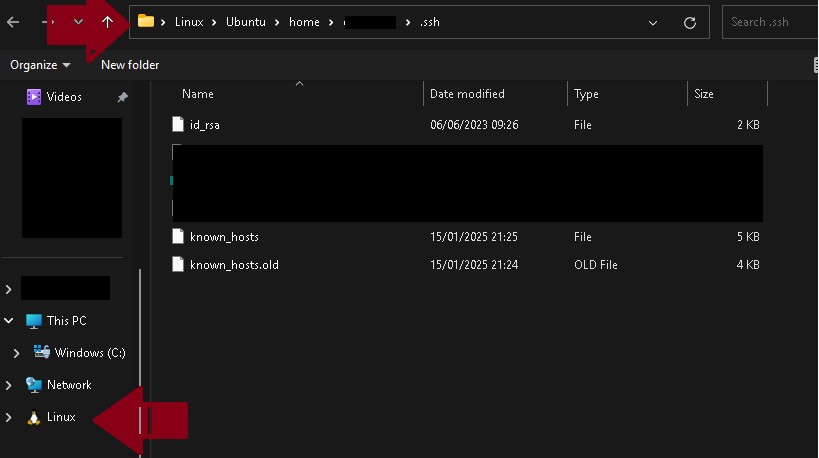 Linux > Ubuntu > home > > .ssh
Search .ssh
Organize New folder
Videos
This PC
Windows (C:)
Network
Linux
Name Date modified Type Size
id_rsa 06/06/2023 09:26 File 2 KB
known_hosts 15/01/2025 21:25 File 5 KB
known_hosts.old 15/01/2025 21:24 OLD File 4 KB